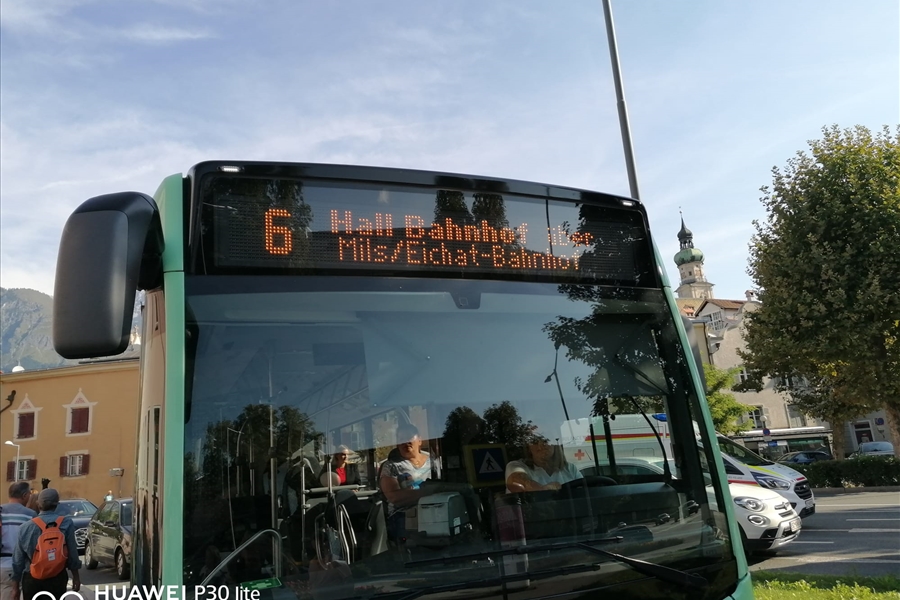 6 Hall Bahnhof
Mils/Eichat-Bahnhof
HUAWEI P30 lite